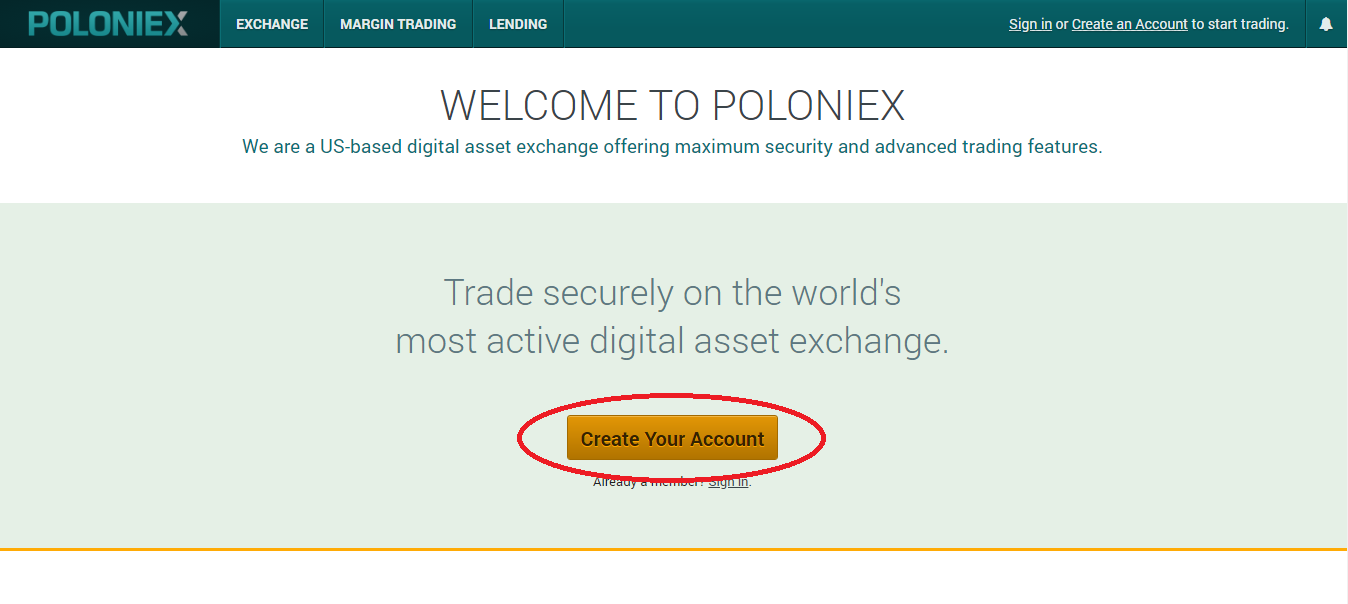 POLONIEX EXCHANGE MARGIN TRADING LENDING Sign in or Create an Account to start trading.
WELCOME TO POLONIEX
We are a US-based digital asset exchange offering maximum security and advanced trading features.
Trade securely on the world's
most active digital asset exchange.
Create Your Account
Already a member? Sign in.